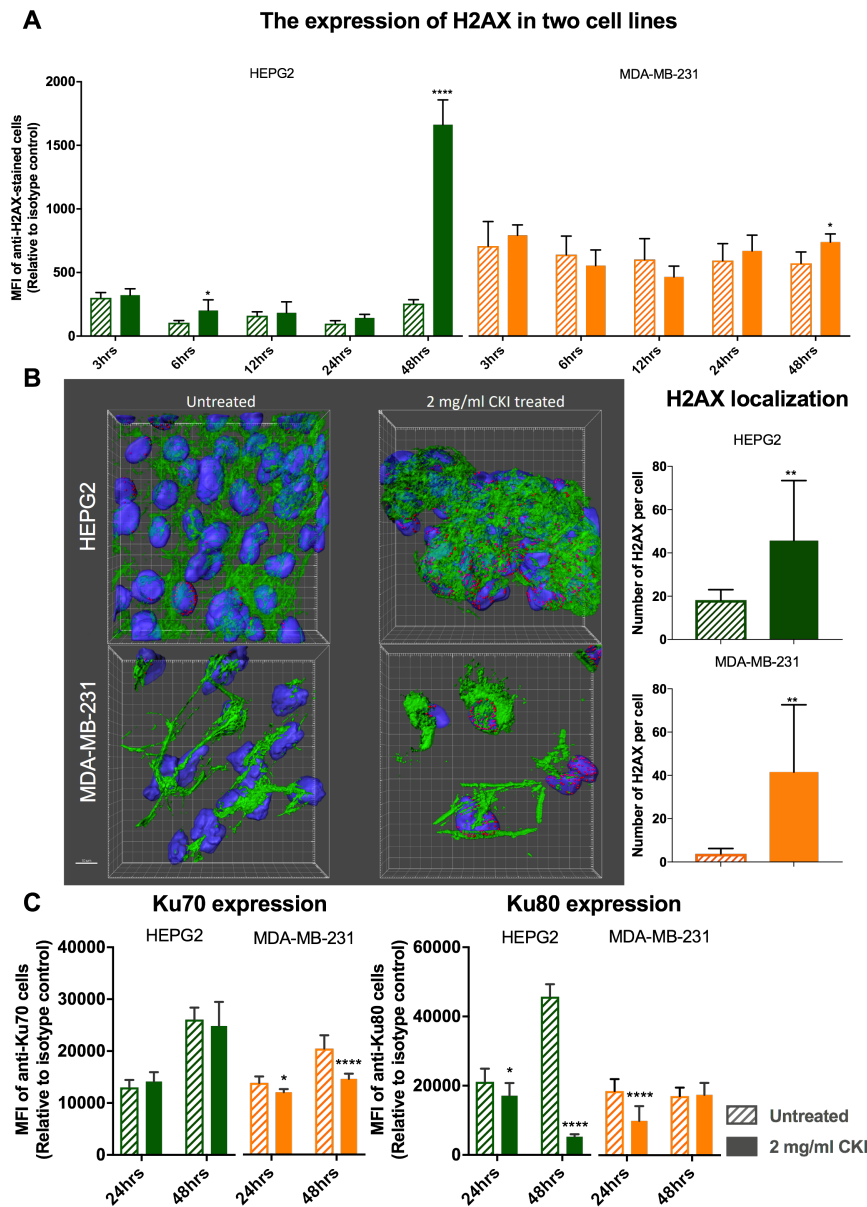 A
The expression of H2AX in two cell lines
HEPG2
MDA-MB-231
MFI of anti-H2AX-stained cells
(Relative to isotype control)
2000
1500
1000
500
0
****
*
*
3hrs
6hrs
12hrs
24hrs
48hrs
3hrs
6hrs
12hrs
24hrs
48hrs
B
Untreated
2 mg/ml CKI treated
HEPG2
MDA-MB-231
H2AX localization
HEPG2
Number of H2AX per cell
80
60
40
20
0
**
MDA-MB-231
Number of H2AX per cell
80
60
40
20
0
**
C
Ku70 expression
HEPG2
MDA-MB-231
MFI of anti-Ku70 cells
(Relative to isotype control)
40000
30000
20000
10000
0
*
****
24hrs
48hrs
24hrs
48hrs
Ku80 expression
HEPG2
MDA-MB-231
MFI of anti-Ku80 cells
(Relative to isotype control)
60000
40000
20000
0
*
****
****
24hrs
48hrs
24hrs
48hrs
Untreated
2 mg/ml CKI